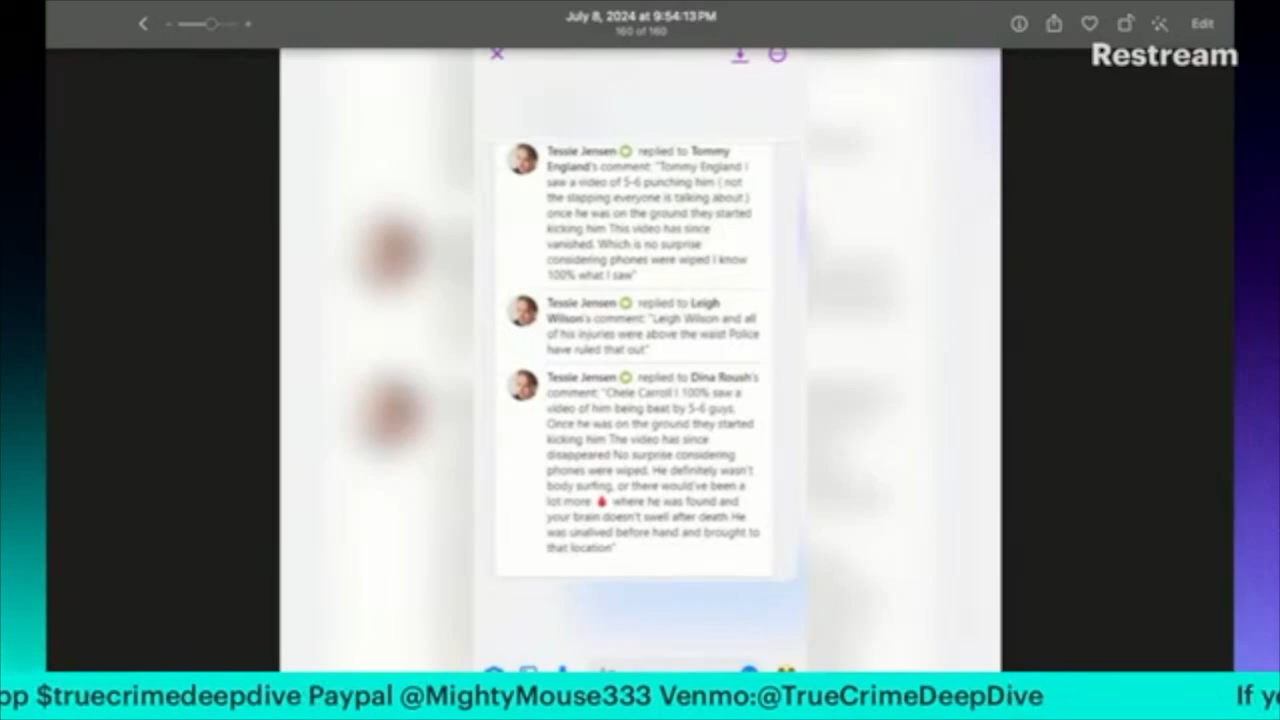 July 8, 2024 at 9:54:13 PM
160 of 160
Edit
Restream
Tessie Jensen replied to Tommy
England's comment: "Tommy England I
saw a video of 5-6 punching him ( not
the slapping everyone is talking about )
once he was on the ground they started
kicking him This video has since
vanished. Which is no surprise
considering phones were wiped I know
100% what I saw"
Tessie Jensen replied to Leigh
Wilson's comment: "Leigh Wilson and all
of his injuries were above the waist Police
have ruled that out"
Tessie Jensen replied to Dina Roush's
comment: "Chele Carroll I 100% saw a
video of him being beat by 5-6 guys.
Once he was on the ground they started
kicking him The video has since
disappeared No surprise considering
phones were wiped. He definitely wasn't
body surfing, or there would've been a
lot more 🩸 where he was found and
your brain doesn't swell after death He
was unalived before hand and brought to
that location"
pp $truecrimedeepdive Paypal @MightyMouse333 Venmo:@TrueCrimeDeepDive If y